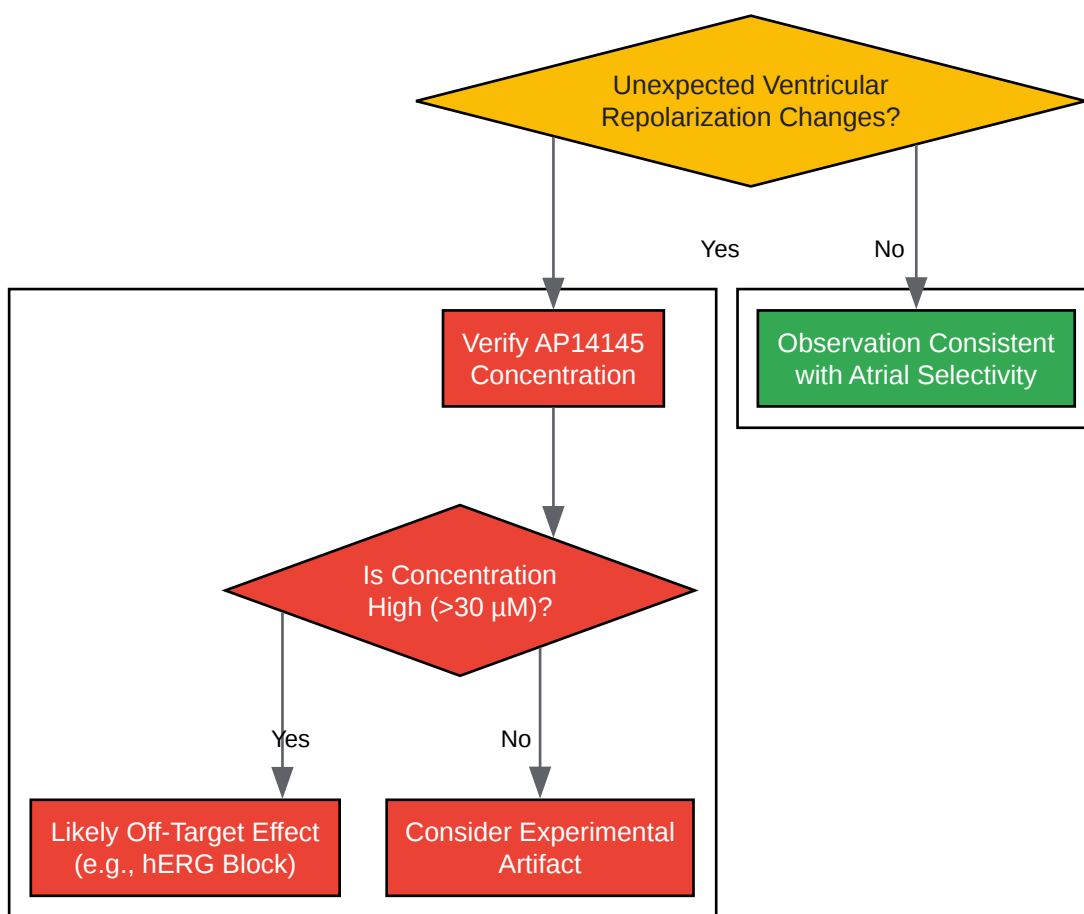 Unexpected Ventricular
Repolarization Changes?
Yes
No
Verify AP14145
Concentration
Observation Consistent
with Atrial Selectivity
Is Concentration
High (>30 µM)?
Yes
No
Likely Off-Target Effect
(e.g., hERG Block)
Consider Experimental
Artifact